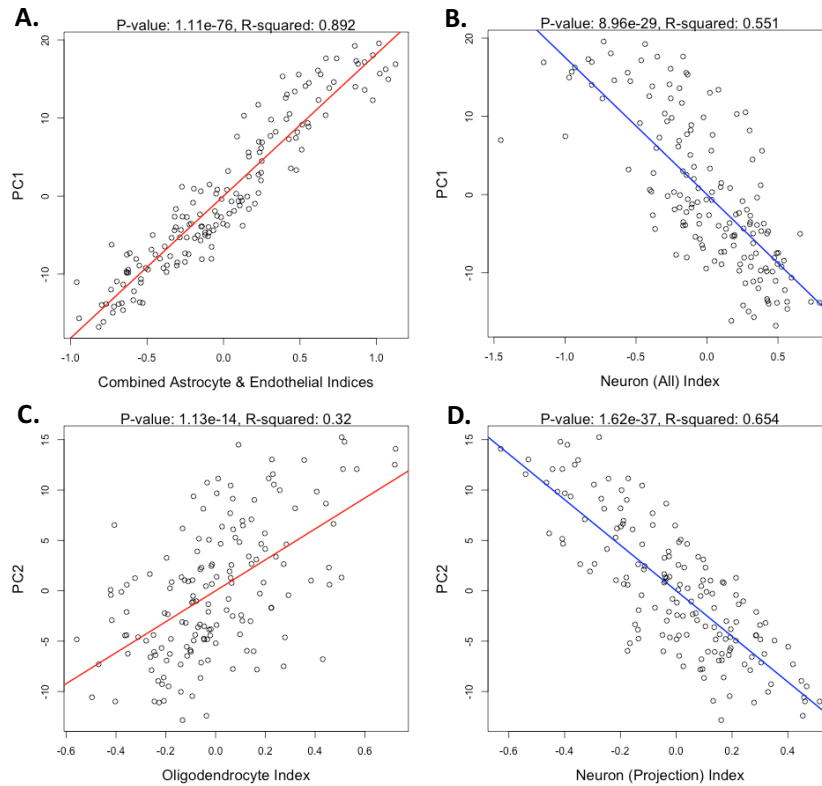 A.
P-value: 1.11e-76, R-squared: 0.892
PC1
20
10
0
-10
-1.0 -0.5 0.0 0.5 1.0
Combined Astrocyte & Endothelial Indices
B.
P-value: 8.96e-29, R-squared: 0.551
PC1
20
10
0
-10
-1.5 -1.0 -0.5 0.0 0.5
Neuron (All) Index
C.
P-value: 1.13e-14, R-squared: 0.32
PC2
15
10
5
0
-5
-10
-0.6 -0.4 -0.2 0.0 0.2 0.4 0.6
Oligodendrocyte Index
D.
P-value: 1.62e-37, R-squared: 0.654
PC2
15
10
5
0
-5
-10
-0.6 -0.4 -0.2 0.0 0.2 0.4
Neuron (Projection) Index